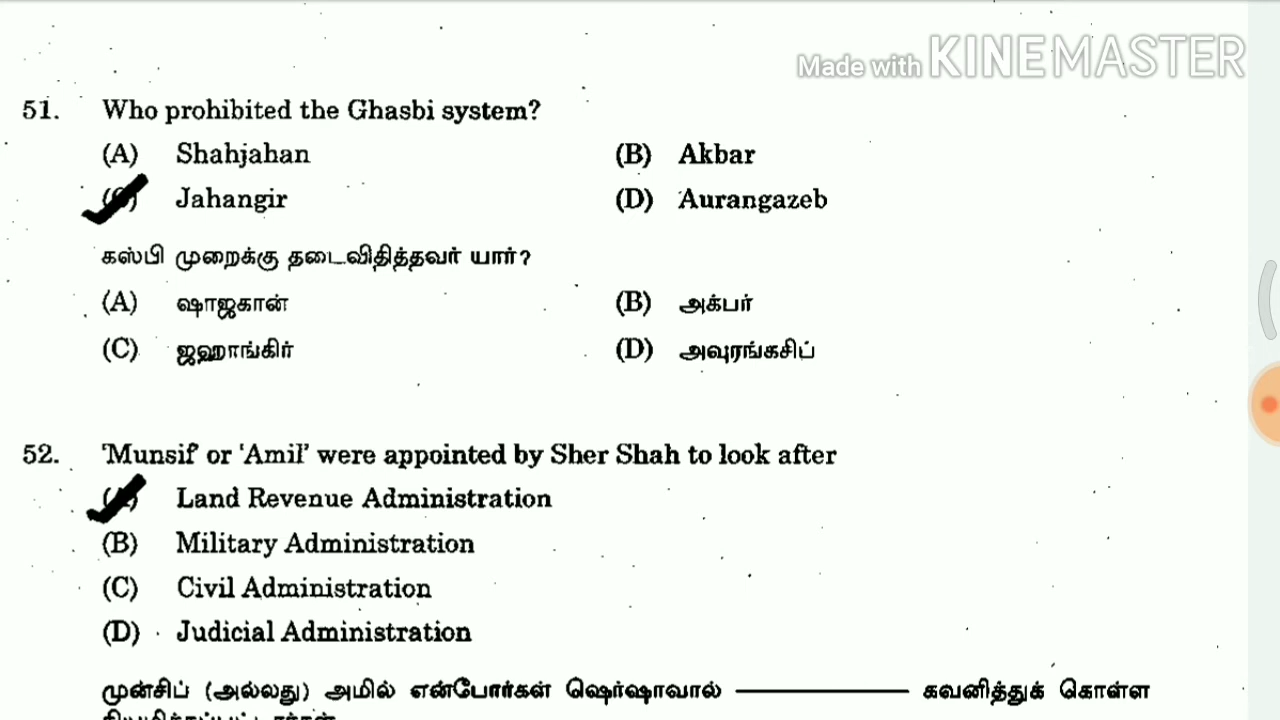 Made with KINEMASTER
51. Who prohibited the Ghasbi system?
(A) Shahjahan (B) Akbar
(C) Jahangir (D) Aurangazeb
கஸ்பி முறைக்கு தடைவிதித்தவர் யார்?
(A) ஷாஜகான் (B) அக்பர்
(C) ஜஹாங்கிர் (D) அவுரங்கசிப்
52. 'Munsif' or 'Amil' were appointed by Sher Shah to look after
(A) Land Revenue Administration
(B) Military Administration
(C) Civil Administration
(D) Judicial Administration
முன்சிப் (அல்லது) அமில் என்போர்கள் ஷெர்ஷாவால் ———— கவனித்துக் கொள்ள